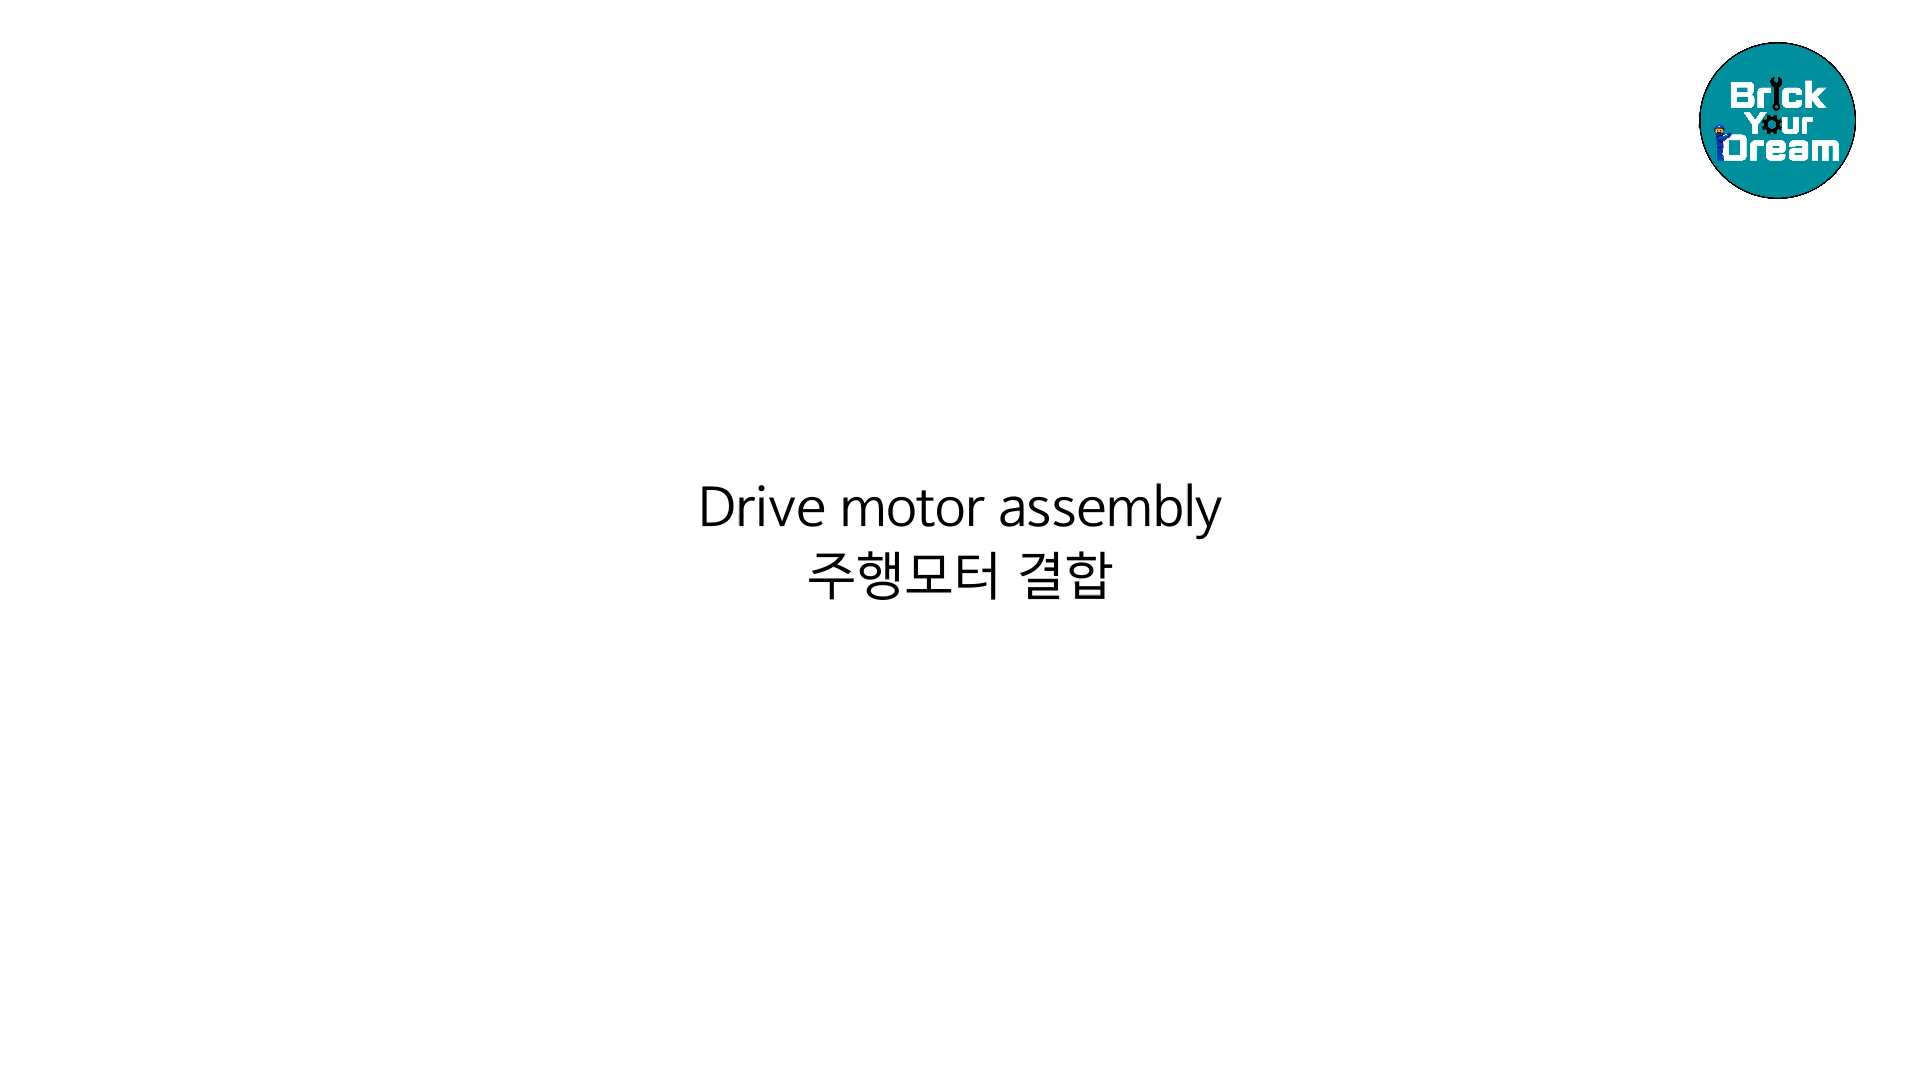 Brick
Your
Dream
Drive motor assembly
주행모터 결합